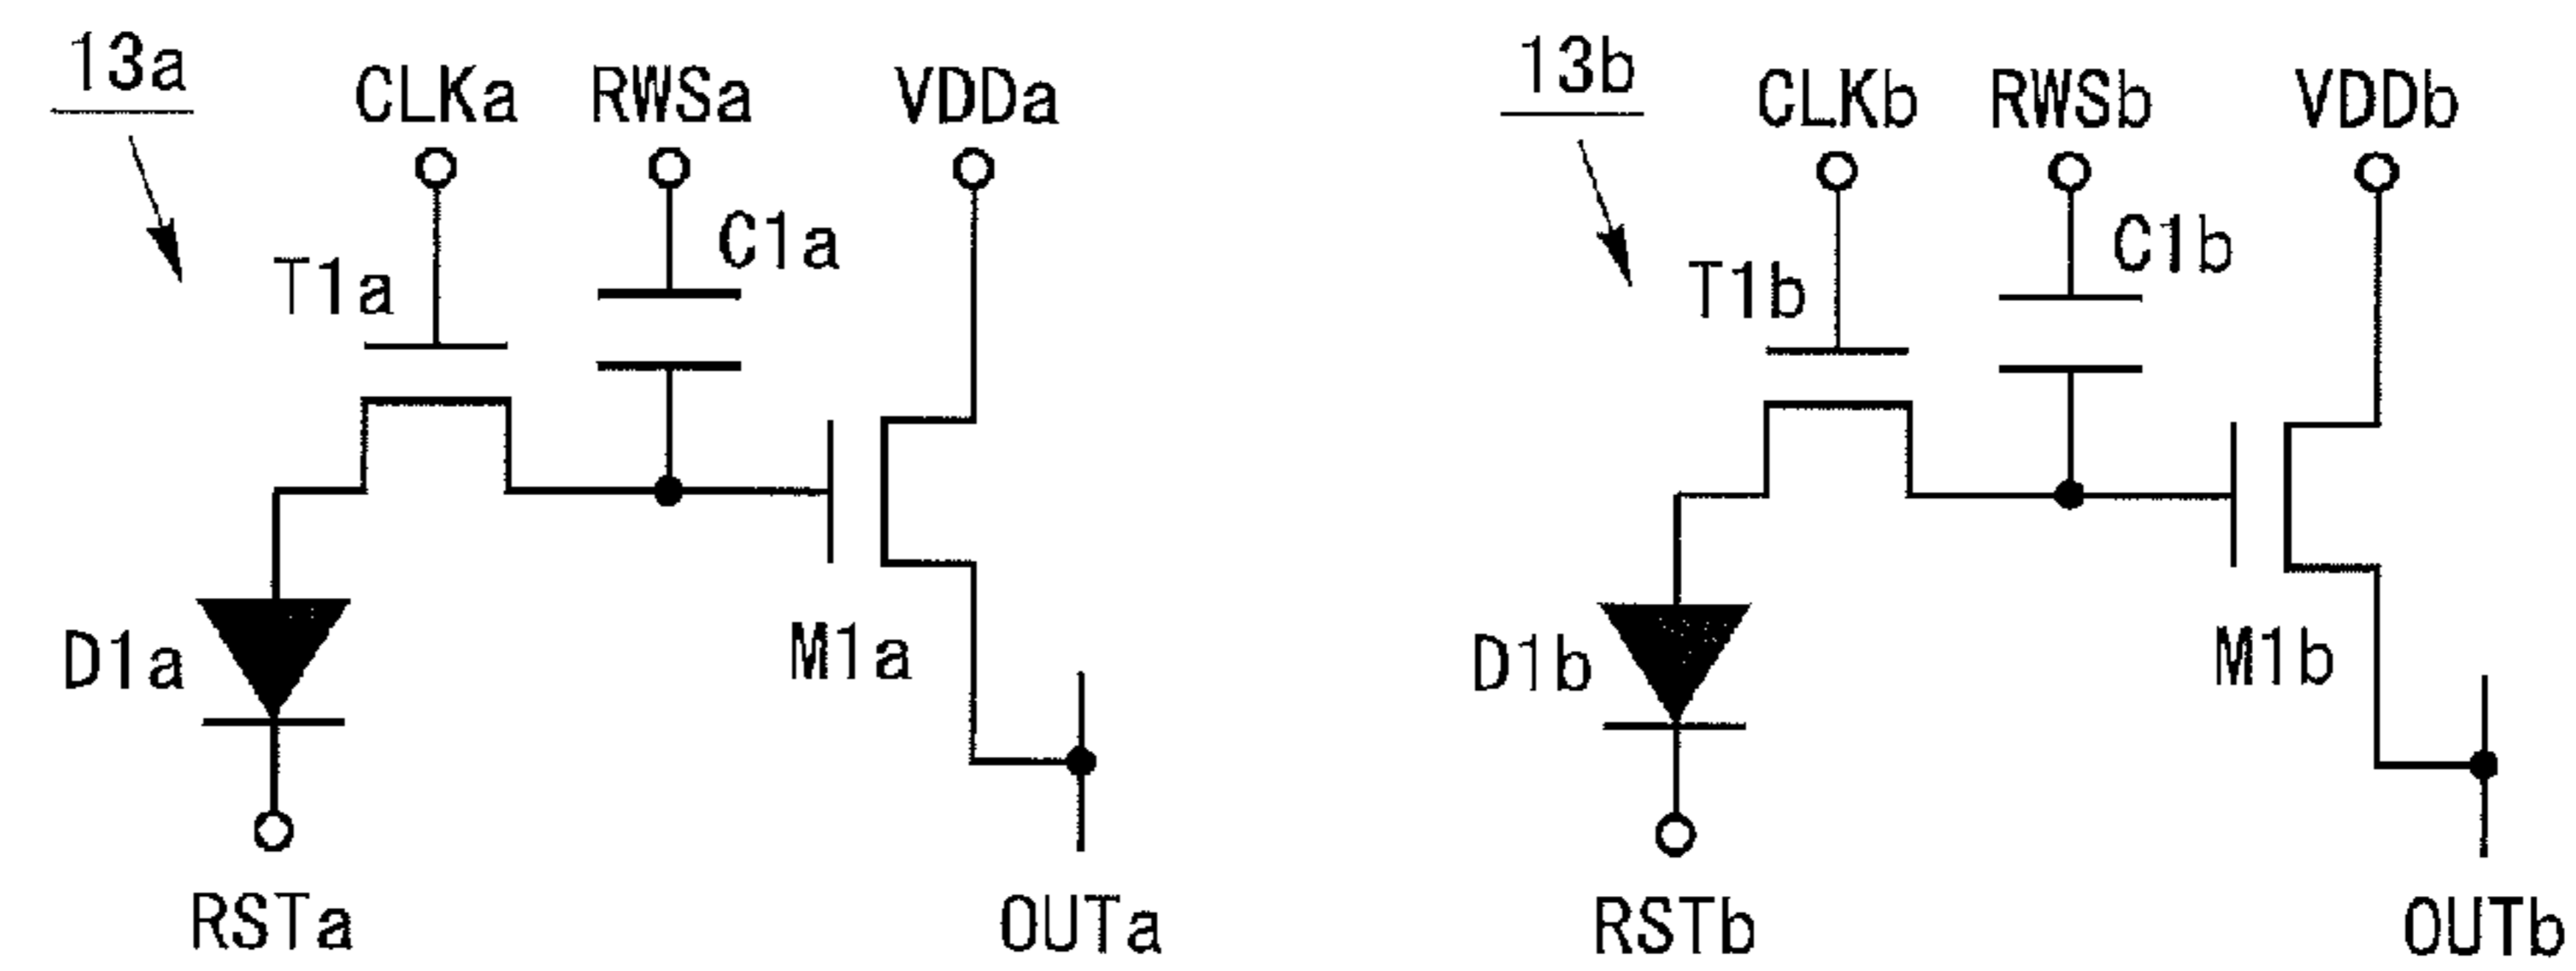 13a
CLKa RWSa VDDa
C1a
T1a
D1a
M1a
RSTa
OUTa
13b
CLKb RWSb VDDb
C1b
T1b
D1b
M1b
RSTb
OUTb